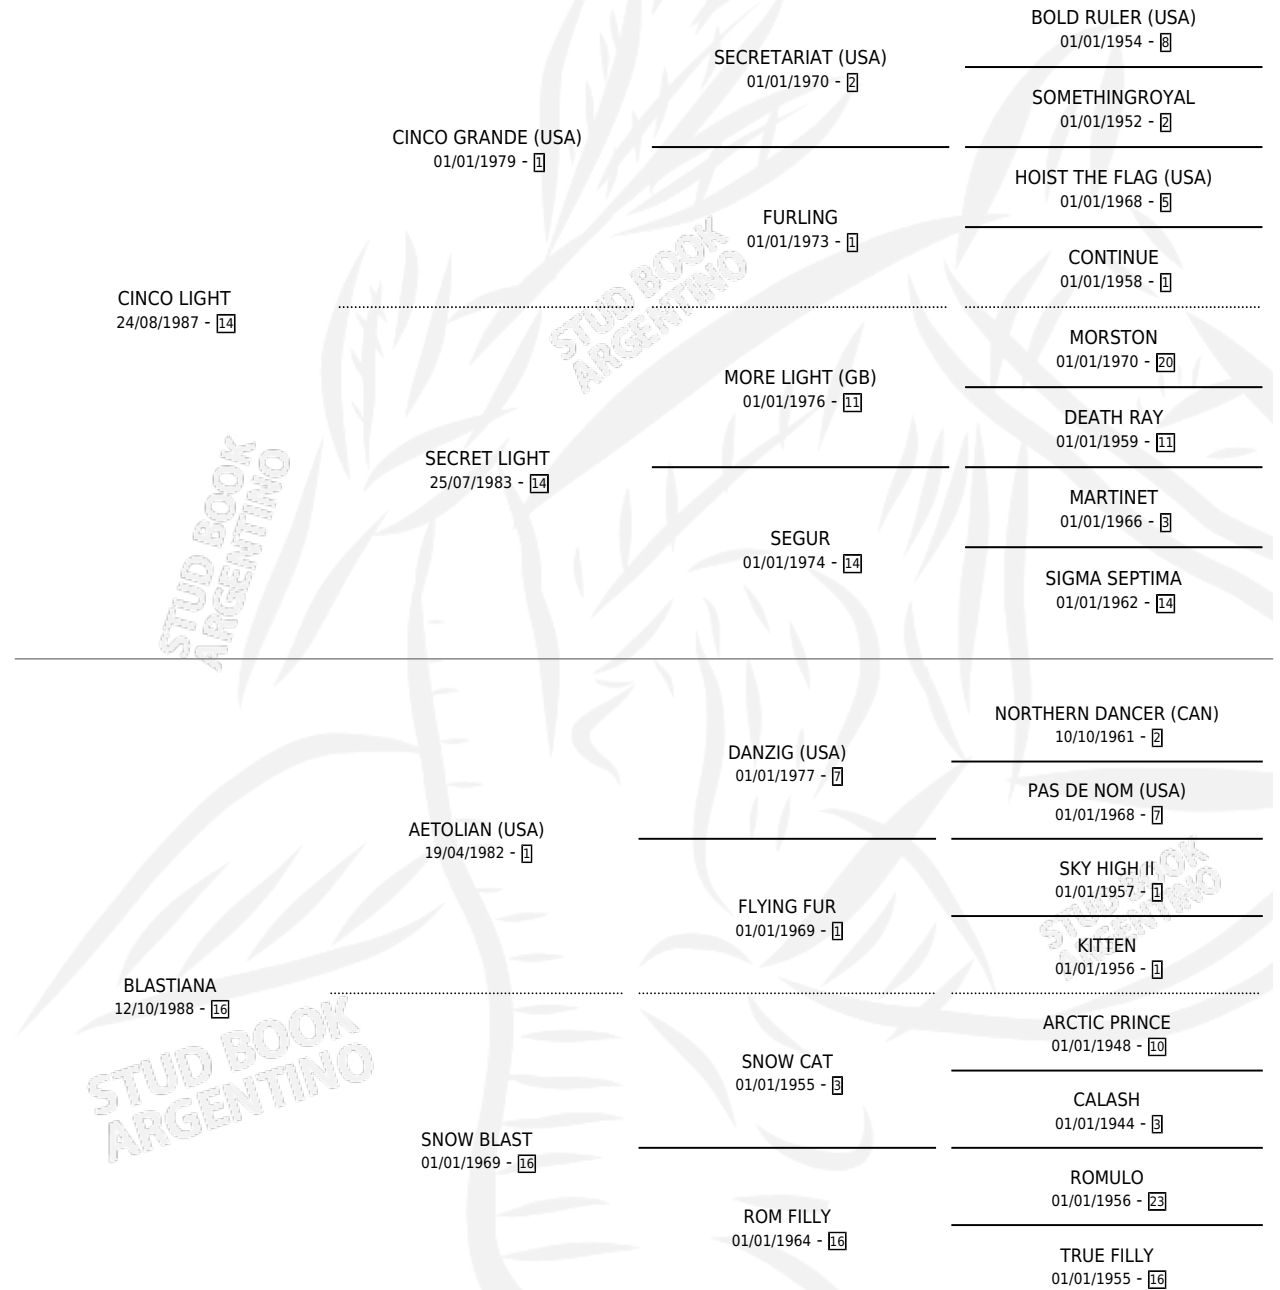 BOLD RULER (USA)
01/01/1954 - 8
SECRETARIAT (USA)
01/01/1970 - 2
SOMETHINGROYAL
01/01/1952 - 2
CINCO GRANDE (USA)
01/01/1979 - 1
HOIST THE FLAG (USA)
01/01/1968 - 5
FURLING
01/01/1973 - 1
CONTINUE
01/01/1958 - 1
CINCO LIGHT
24/08/1987 - 14
STUD BOOK
ARGENTINO
MORSTON
01/01/1970 - 20
MORE LIGHT (GB)
01/01/1976 - 11
DEATH RAY
01/01/1959 - 11
SECRET LIGHT
25/07/1983 - 14
MARTINET
01/01/1966 - 3
SEGUR
01/01/1974 - 14
SIGMA SEPTIMA
01/01/1962 - 14
STUD BOOK
ARGENTINO
NORTHERN DANCER (CAN)
10/10/1961 - 2
DANZIG (USA)
01/01/1977 - 7
PAS DE NOM (USA)
01/01/1968 - 7
AETOLIAN (USA)
19/04/1982 - 1
SKY HIGH II
01/01/1957 - 1
FLYING FUR
01/01/1969 - 1
STUD BOOK
ARGENTINO
KITTEN
01/01/1956 - 1
BLASTIANA
12/10/1988 - 16
ARCTIC PRINCE
01/01/1948 - 10
STUD BOOK
ARGENTINO
SNOW CAT
01/01/1955 - 3
CALASH
01/01/1944 - 3
SNOW BLAST
01/01/1969 - 16
ROMULO
01/01/1956 - 23
ROM FILLY
01/01/1964 - 16
TRUE FILLY
01/01/1955 - 16